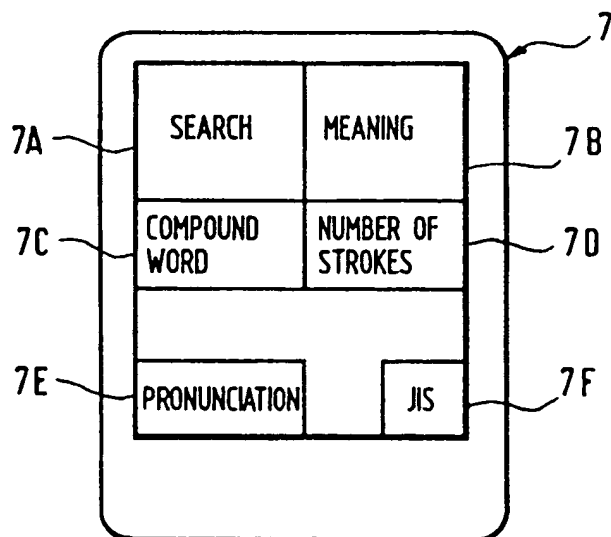 7
SEARCH MEANING
7A 7B
COMPOUND WORD NUMBER OF STROKES
7C 7D
7E PRONUNCIATION JIS 7F